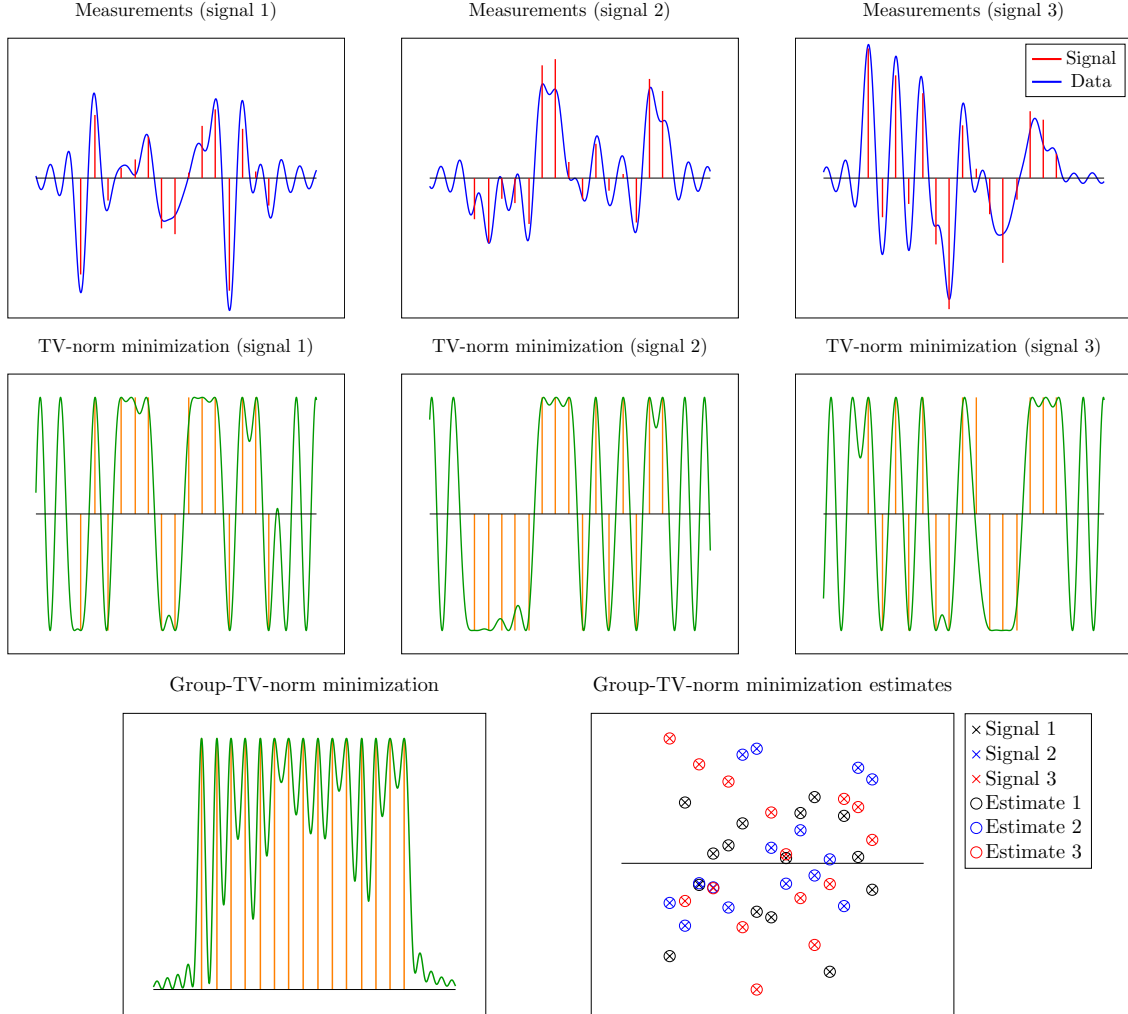 Measurements (signal 1)
Measurements (signal 2)
Measurements (signal 3)
Signal
Data
TV-norm minimization (signal 1)
TV-norm minimization (signal 2)
TV-norm minimization (signal 3)
Group-TV-norm minimization
Group-TV-norm minimization estimates
Signal 1
Signal 2
Signal 3
Estimate 1
Estimate 2
Estimate 3